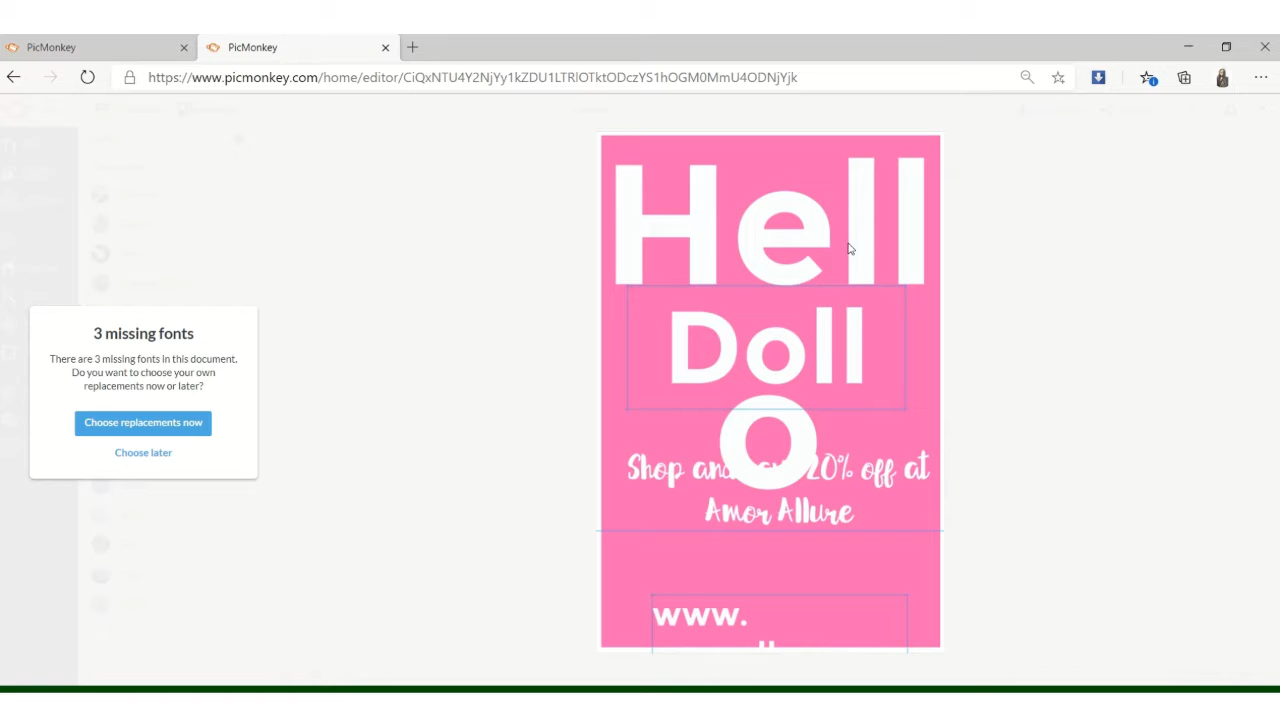 PicMonkey
PicMonkey
https://www.picmonkey.com/home/editor/CiQxNTU4Y2NjYy1kZDU1LTRlOTktODczYS1hOGM0MmU4ODNjYjk
Hell
Doll
O
Shop and 20% off at
Amor Allure
www.
3 missing fonts
There are 3 missing fonts in this document.
Do you want to choose your own
replacements now or later?
Choose replacements now
Choose later